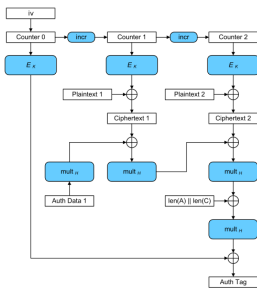 iv
Counter 0 incr Counter 1 incr Counter 2
E K E K E K
Plaintext 1 Plaintext 2
Ciphertext 1 Ciphertext 2
mult H mult H mult H
Auth Data 1 len(A) || len(C)
mult H
Auth Tag